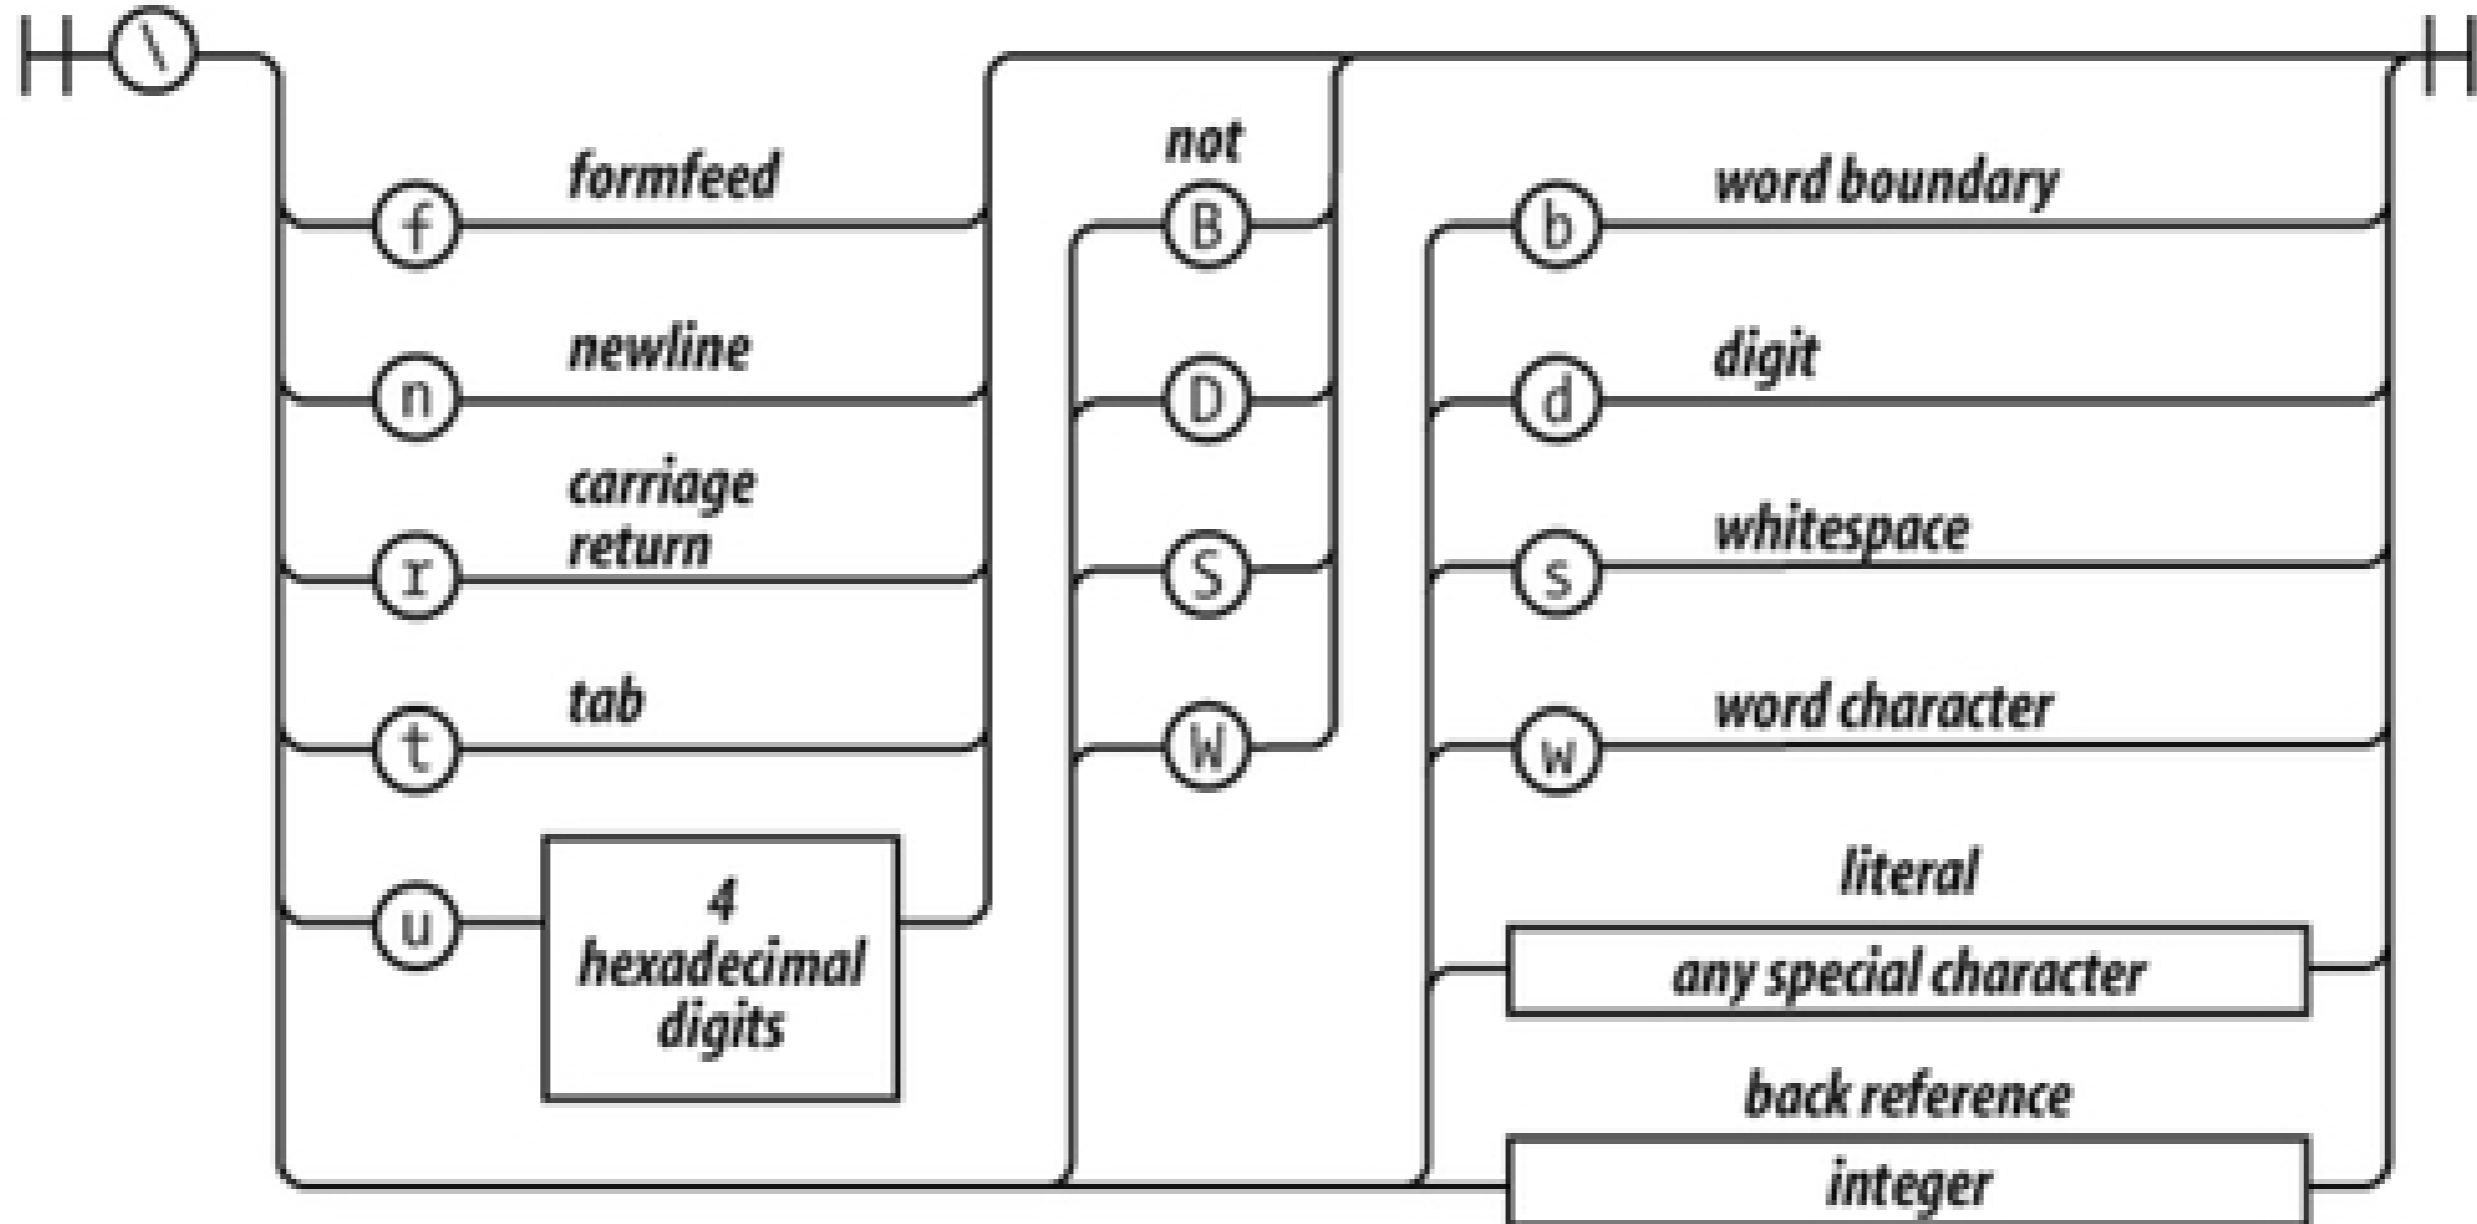 \
f formfeed
n newline
r carriage
return
t tab
u 4
hexadecimal
digits
not
B
D
S
W
b word boundary
d digit
s whitespace
w word character
literal
any special character
back reference
integer